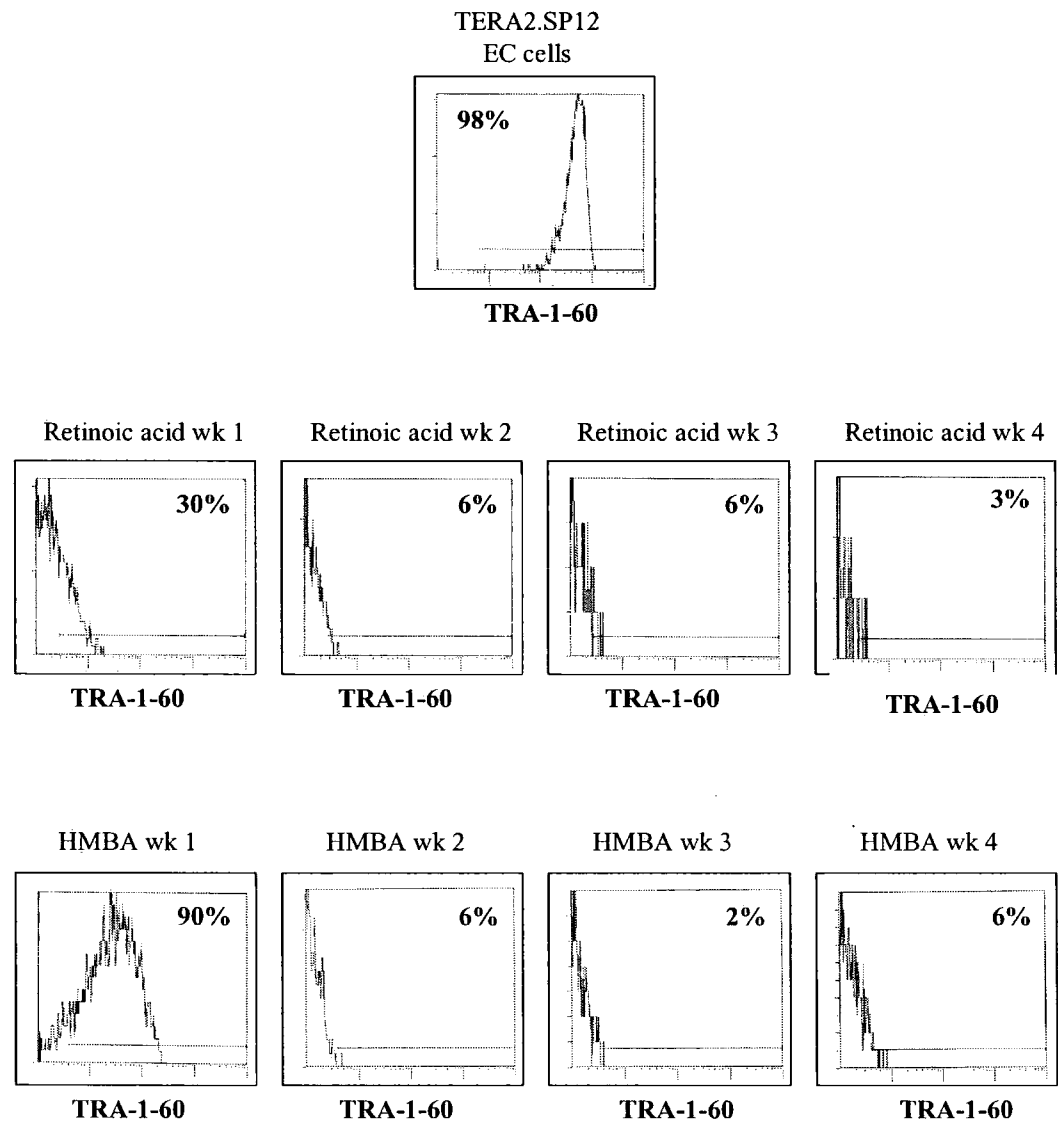 TERA2.SP12
EC cells
98%
TRA-1-60
Retinoic acid wk 1
Retinoic acid wk 2
Retinoic acid wk 3
Retinoic acid wk 4
30%
6%
6%
3%
TRA-1-60
TRA-1-60
TRA-1-60
TRA-1-60
HMBA wk 1
HMBA wk 2
HMBA wk 3
HMBA wk 4
90%
6%
2%
6%
TRA-1-60
TRA-1-60
TRA-1-60
TRA-1-60